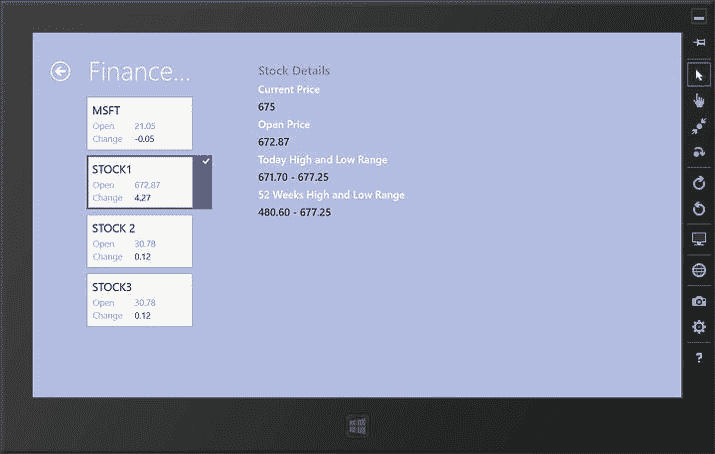 Finance...
MSFT
Open 21.05
Change -0.05
STOCK1
Open 672.87
Change 4.27
STOCK 2
Open 30.78
Change 0.12
STOCK3
Open 30.78
Change 0.12
Stock Details
Current Price
675
Open Price
672.87
Today High and Low Range
671.70 - 677.25
52 Weeks High and Low Range
480.60 - 677.25
?